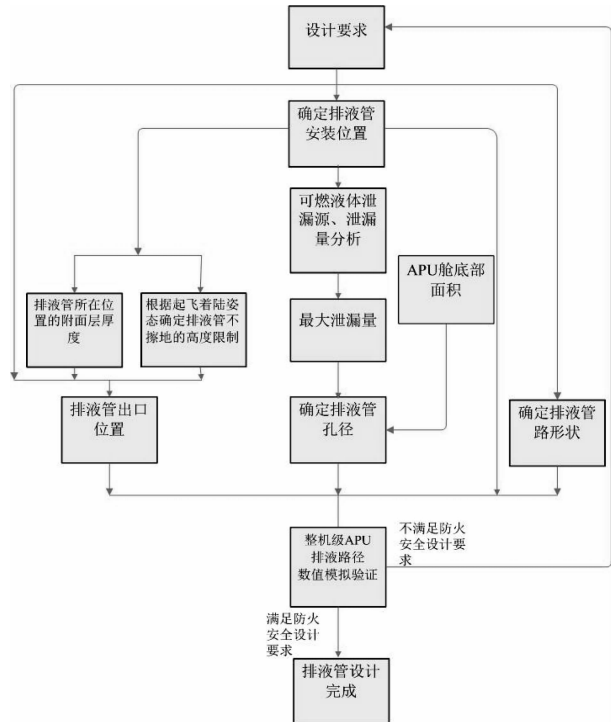 设计要求
确定排液管
安装位置
可燃液体泄
漏源、泄漏
量分析
APU舱底部
面积
排液管所在位置
的附面层厚
度
根据起飞着陆姿
态确定排液管不
擦地的高度限制
最大泄漏量
排液管出口
位置
确定排液管
孔径
确定排液管
路形状
整机级APU
排液路径
数值模拟验证
不满足防火
安全设计要
求
满足防火
安全设计
要求
排液管设计
完成